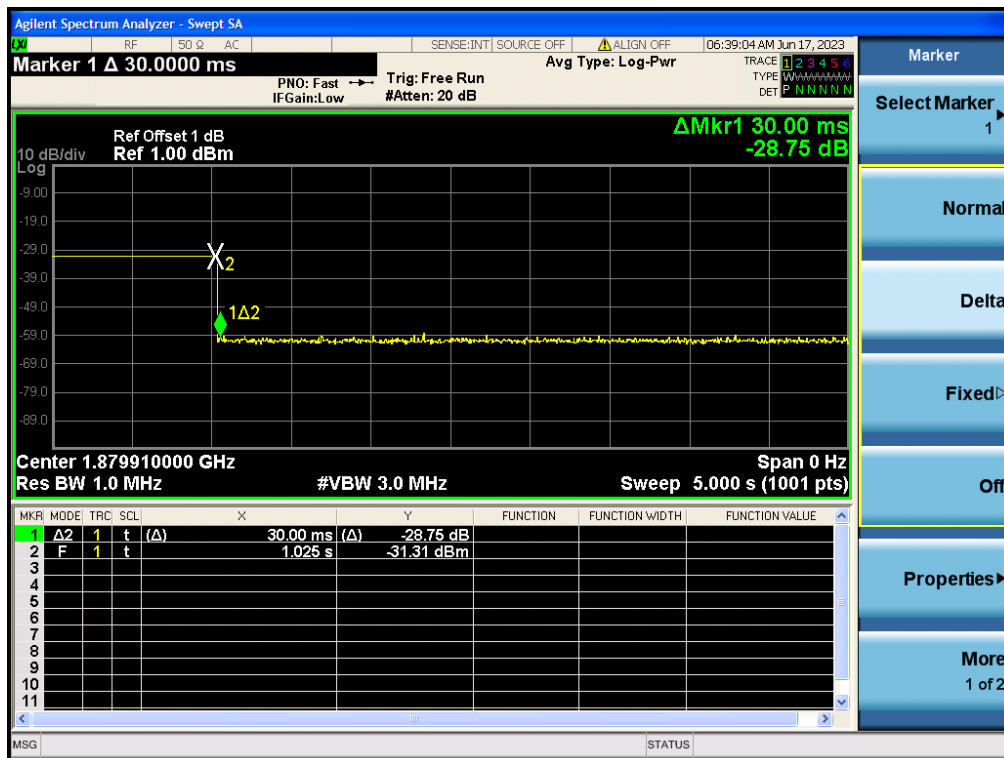 Agilent Spectrum Analyzer - Swept SA
LXI RF 50 Ω AC SENSE:INT SOURCE OFF ALIGN OFF 06:39:04 AM Jun 17, 2023
Marker 1 Δ 30.0000 ms
PNO: Fast
IFGain:Low
Trig: Free Run
#Atten: 20 dB
Avg Type: Log-Pwr
TRACE 1 2 3 4 5 6
TYPE W
DET P N N N N N
Ref Offset 1 dB
Ref 1.00 dBm
10 dB/div
Log
ΔMkr1 30.00 ms
-28.75 dB
-9.00
-19.0
-29.0
-39.0
-49.0
-59.0
-69.0
-79.0
-89.0
2
1Δ2
Center 1.879910000 GHz
Span 0 Hz
Res BW 1.0 MHz
#VBW 3.0 MHz
Sweep 5.000 s (1001 pts)
MKR MODE TRC SCL X Y FUNCTION FUNCTION WIDTH FUNCTION VALUE
1 Δ2 1 t (Δ) 30.00 ms (Δ) -28.75 dB
2 F 1 t 1.025 s -31.31 dBm
3
4
5
6
7
8
9
10
11
MSG
STATUS
Marker
Select Marker
1
Normal
Delta
Fixed
Off
Properties
More
1 of 2